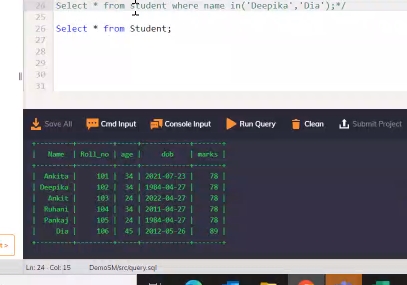 25 Select * from student where name in('Deepika','Dia');*/
26 Select * from Student;
27
28
29
30
31
Save All Cmd Input Console Input Run Query Clean Submit Project
+---------+---------+------+------------+-------+
| Name | Roll_no | age | dob | marks |
+---------+---------+------+------------+-------+
| Ankita | 101 | 34 | 2021-07-23 | 78 |
| Deepika | 102 | 34 | 1984-04-27 | 78 |
| Ankit | 103 | 24 | 2022-04-27 | 78 |
| Ruhani | 104 | 34 | 2011-04-27 | 78 |
| Pankaj | 105 | 24 | 1984-04-27 | 78 |
| Dia | 106 | 45 | 2012-05-26 | 89 |
+---------+---------+------+------------+-------+
Ln: 24 - Col: 15 DemoSM/src/query.sql